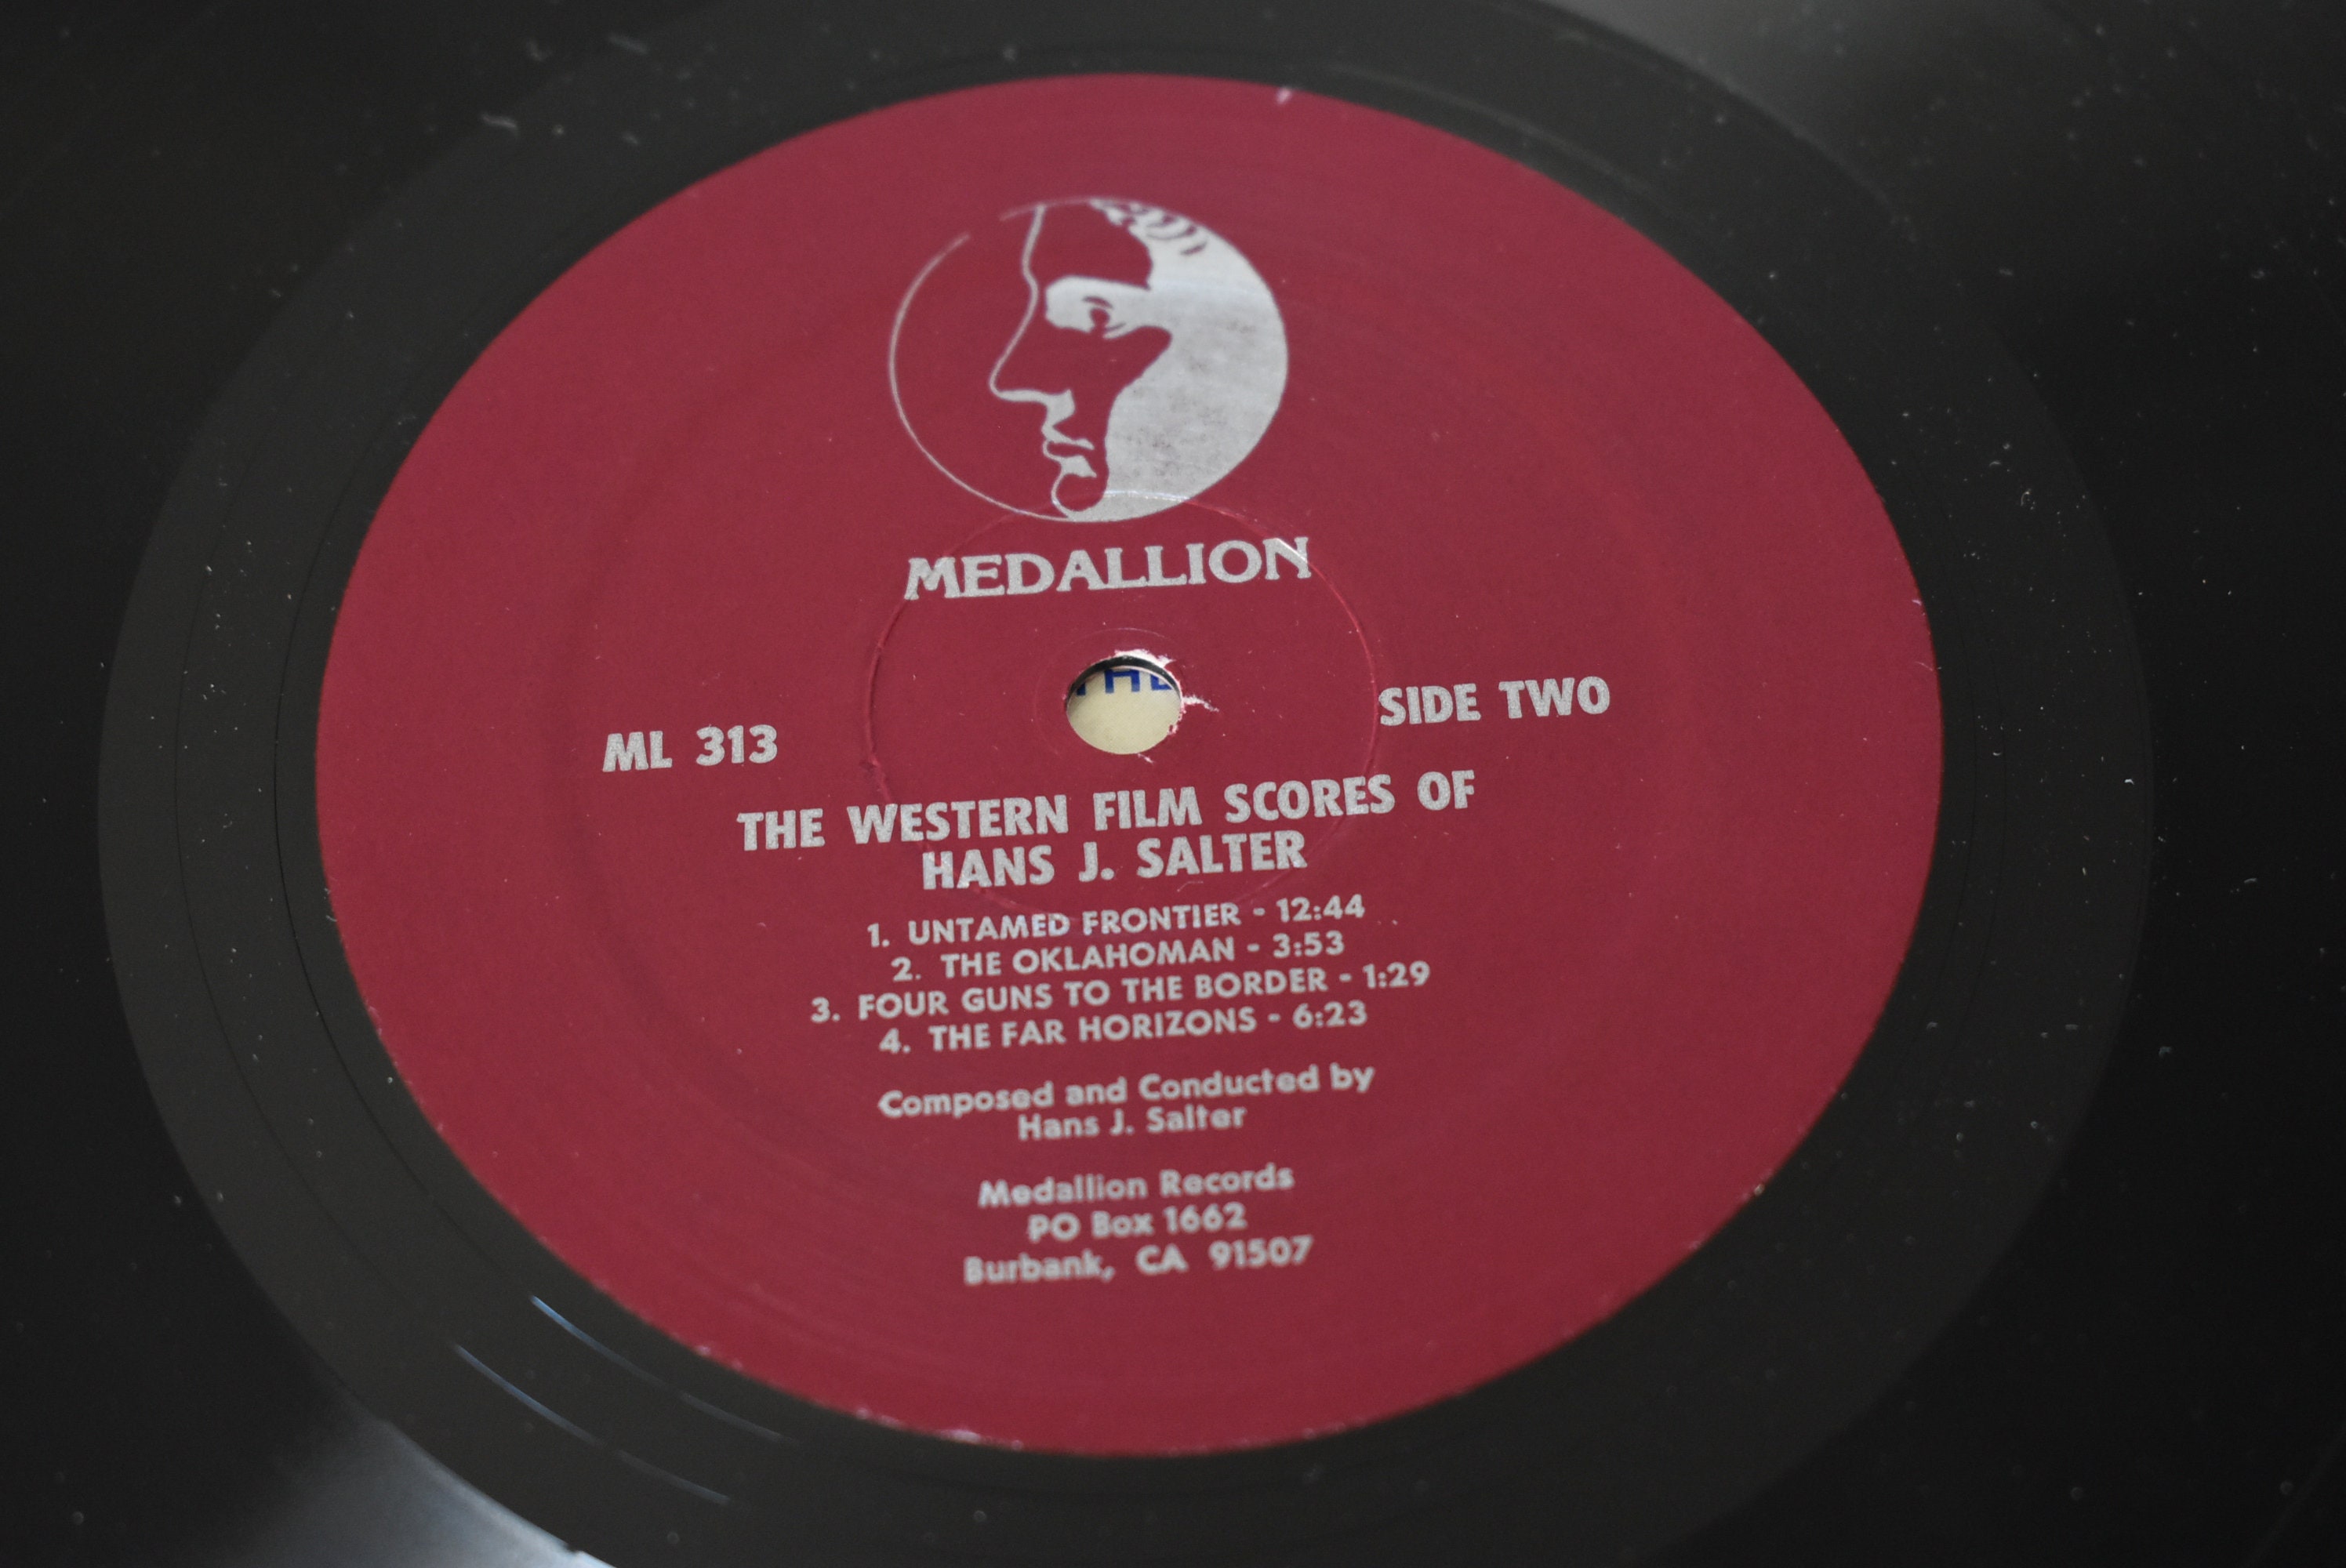 MEDALLION
THE
ML 313
SIDE TWO
THE WESTERN FILM SCORES OF
HANS J. SALTER
1. UNTAMED FRONTIER - 12:44
2. THE OKLAHOMAN - 3:53
3. FOUR GUNS TO THE BORDER - 1:29
4. THE FAR HORIZONS - 6:23
Composed and Conducted by
Hans J. Salter
Medallion Records
PO Box 1662
Burbank, CA 91507